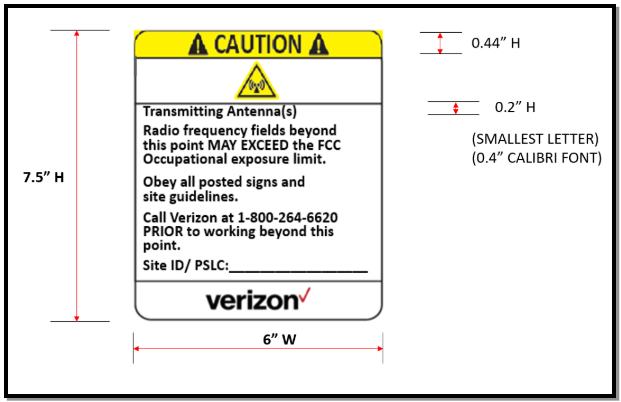 CAUTION
Transmitting Antenna(s)
Radio frequency fields beyond
this point MAY EXCEED the FCC
Occupational exposure limit.
Obey all posted signs and
site guidelines.
Call Verizon at 1-800-264-6620
PRIOR to working beyond this
point.
Site ID/ PSLC:__________________
verizon✓
7.5” H
6” W
0.44” H
0.2” H
(SMALLEST LETTER)
(0.4” CALIBRI FONT)